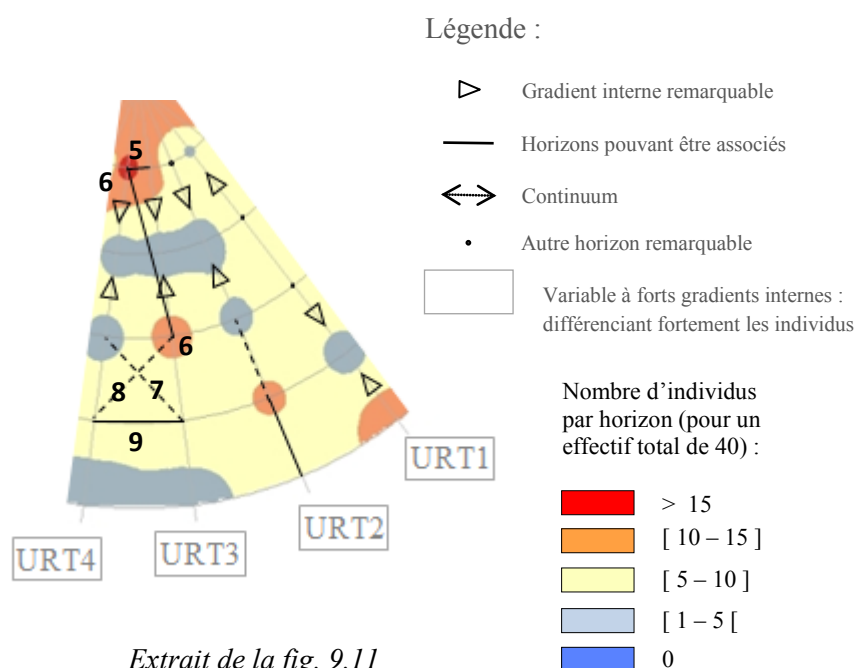 Légende :
Gradient interne remarquable
Horizons pouvant être associés
Continuum
Autre horizon remarquable
Variable à forts gradients internes :
différenciant fortement les individus
5
6
6
8
7
9
URT1
URT2
URT3
URT4
Nombre d'individus
par horizon (pour un
effectif total de 40) :
> 15
[ 10 – 15 ]
[ 5 – 10 ]
[ 1 – 5 [
0
Extrait de la fig. 9.11